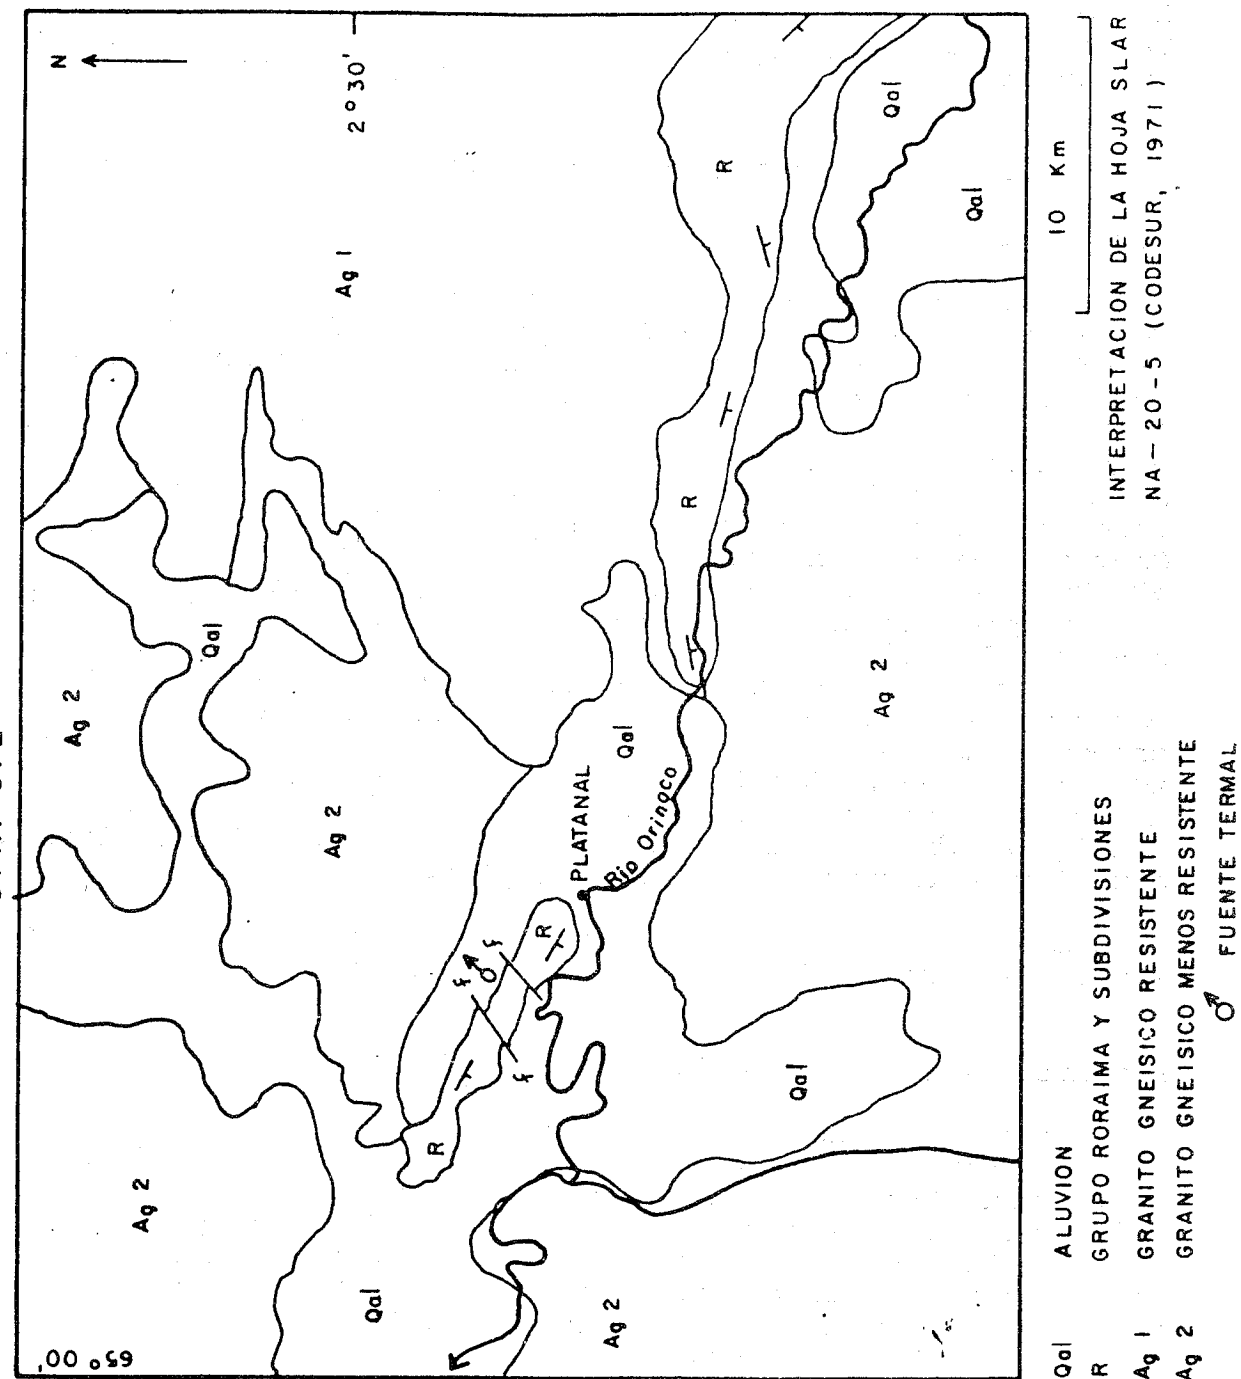 N
2° 30'
65° 00'
Ag 1
Ag 2
Qal
Ag 2
Ag 2
Qal
R
f
f
f
R
PLATANAL
Río Orinoco
Qal
R
R
Qal
Qal
Ag 2
Qal
Ag 2
Qal ALUVION
R GRUPO RORAIMA Y SUBDIVISIONES
Ag 1 GRANITO GNEISICO RESISTENTE
Ag 2 GRANITO GNEISICO MENOS RESISTENTE
FUENTE TERMAL
10 Km
INTERPRETACION DE LA HOJA SLAR
NA-20-5 (CODESUR, 1971)